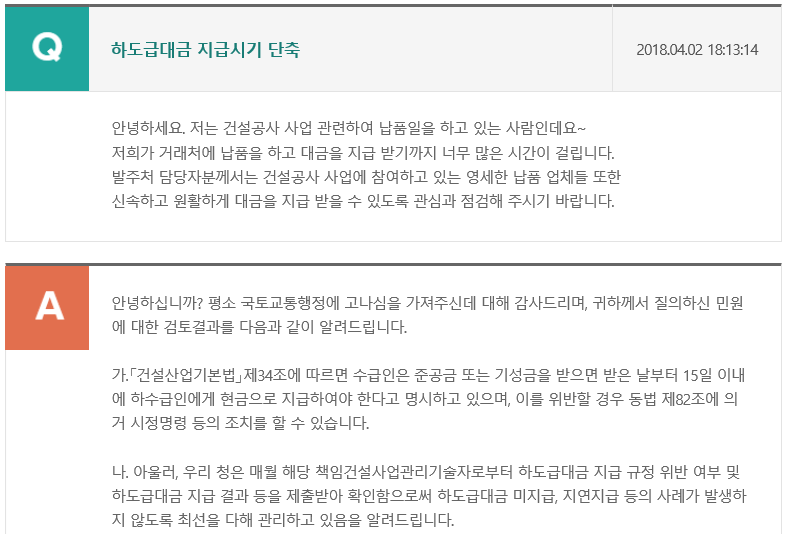 Q
하도급대금 지급시기 단축
2018.04.02 18:13:14
안녕하세요. 저는 건설공사 사업 관련하여 납품일을 하고 있는 사람인데요~
저희가 거래처에 납품을 하고 대금을 지급 받기까지 너무 많은 시간이 걸립니다.
발주처 담당자분께서는 건설공사 사업에 참여하고 있는 영세한 납품 업체들 또한
신속하고 원활하게 대금을 지급 받을 수 있도록 관심과 점검해 주시기 바랍니다.
A
안녕하십니까? 평소 국토교통행정에 고나심을 가져주신데 대해 감사드리며, 귀하께서 질의하신 민원
에 대한 검토결과를 다음과 같이 알려드립니다.
가.「건설산업기본법」제34조에 따르면 수급인은 준공금 또는 기성금을 받으면 받은 날부터 15일 이내
에 하수급인에게 현금으로 지급하여야 한다고 명시하고 있으며, 이를 위반할 경우 동법 제82조에 의
거 시정명령 등의 조치를 할 수 있습니다.
나. 아울러, 우리 청은 매월 해당 책임건설사업관리기술자로부터 하도급대금 지급 규정 위반 여부 및
하도급대금 지급 결과 등을 제출받아 확인함으로써 하도급대금 미지급, 지연지급 등의 사례가 발생하
지 않도록 최선을 다해 관리하고 있음을 알려드립니다.